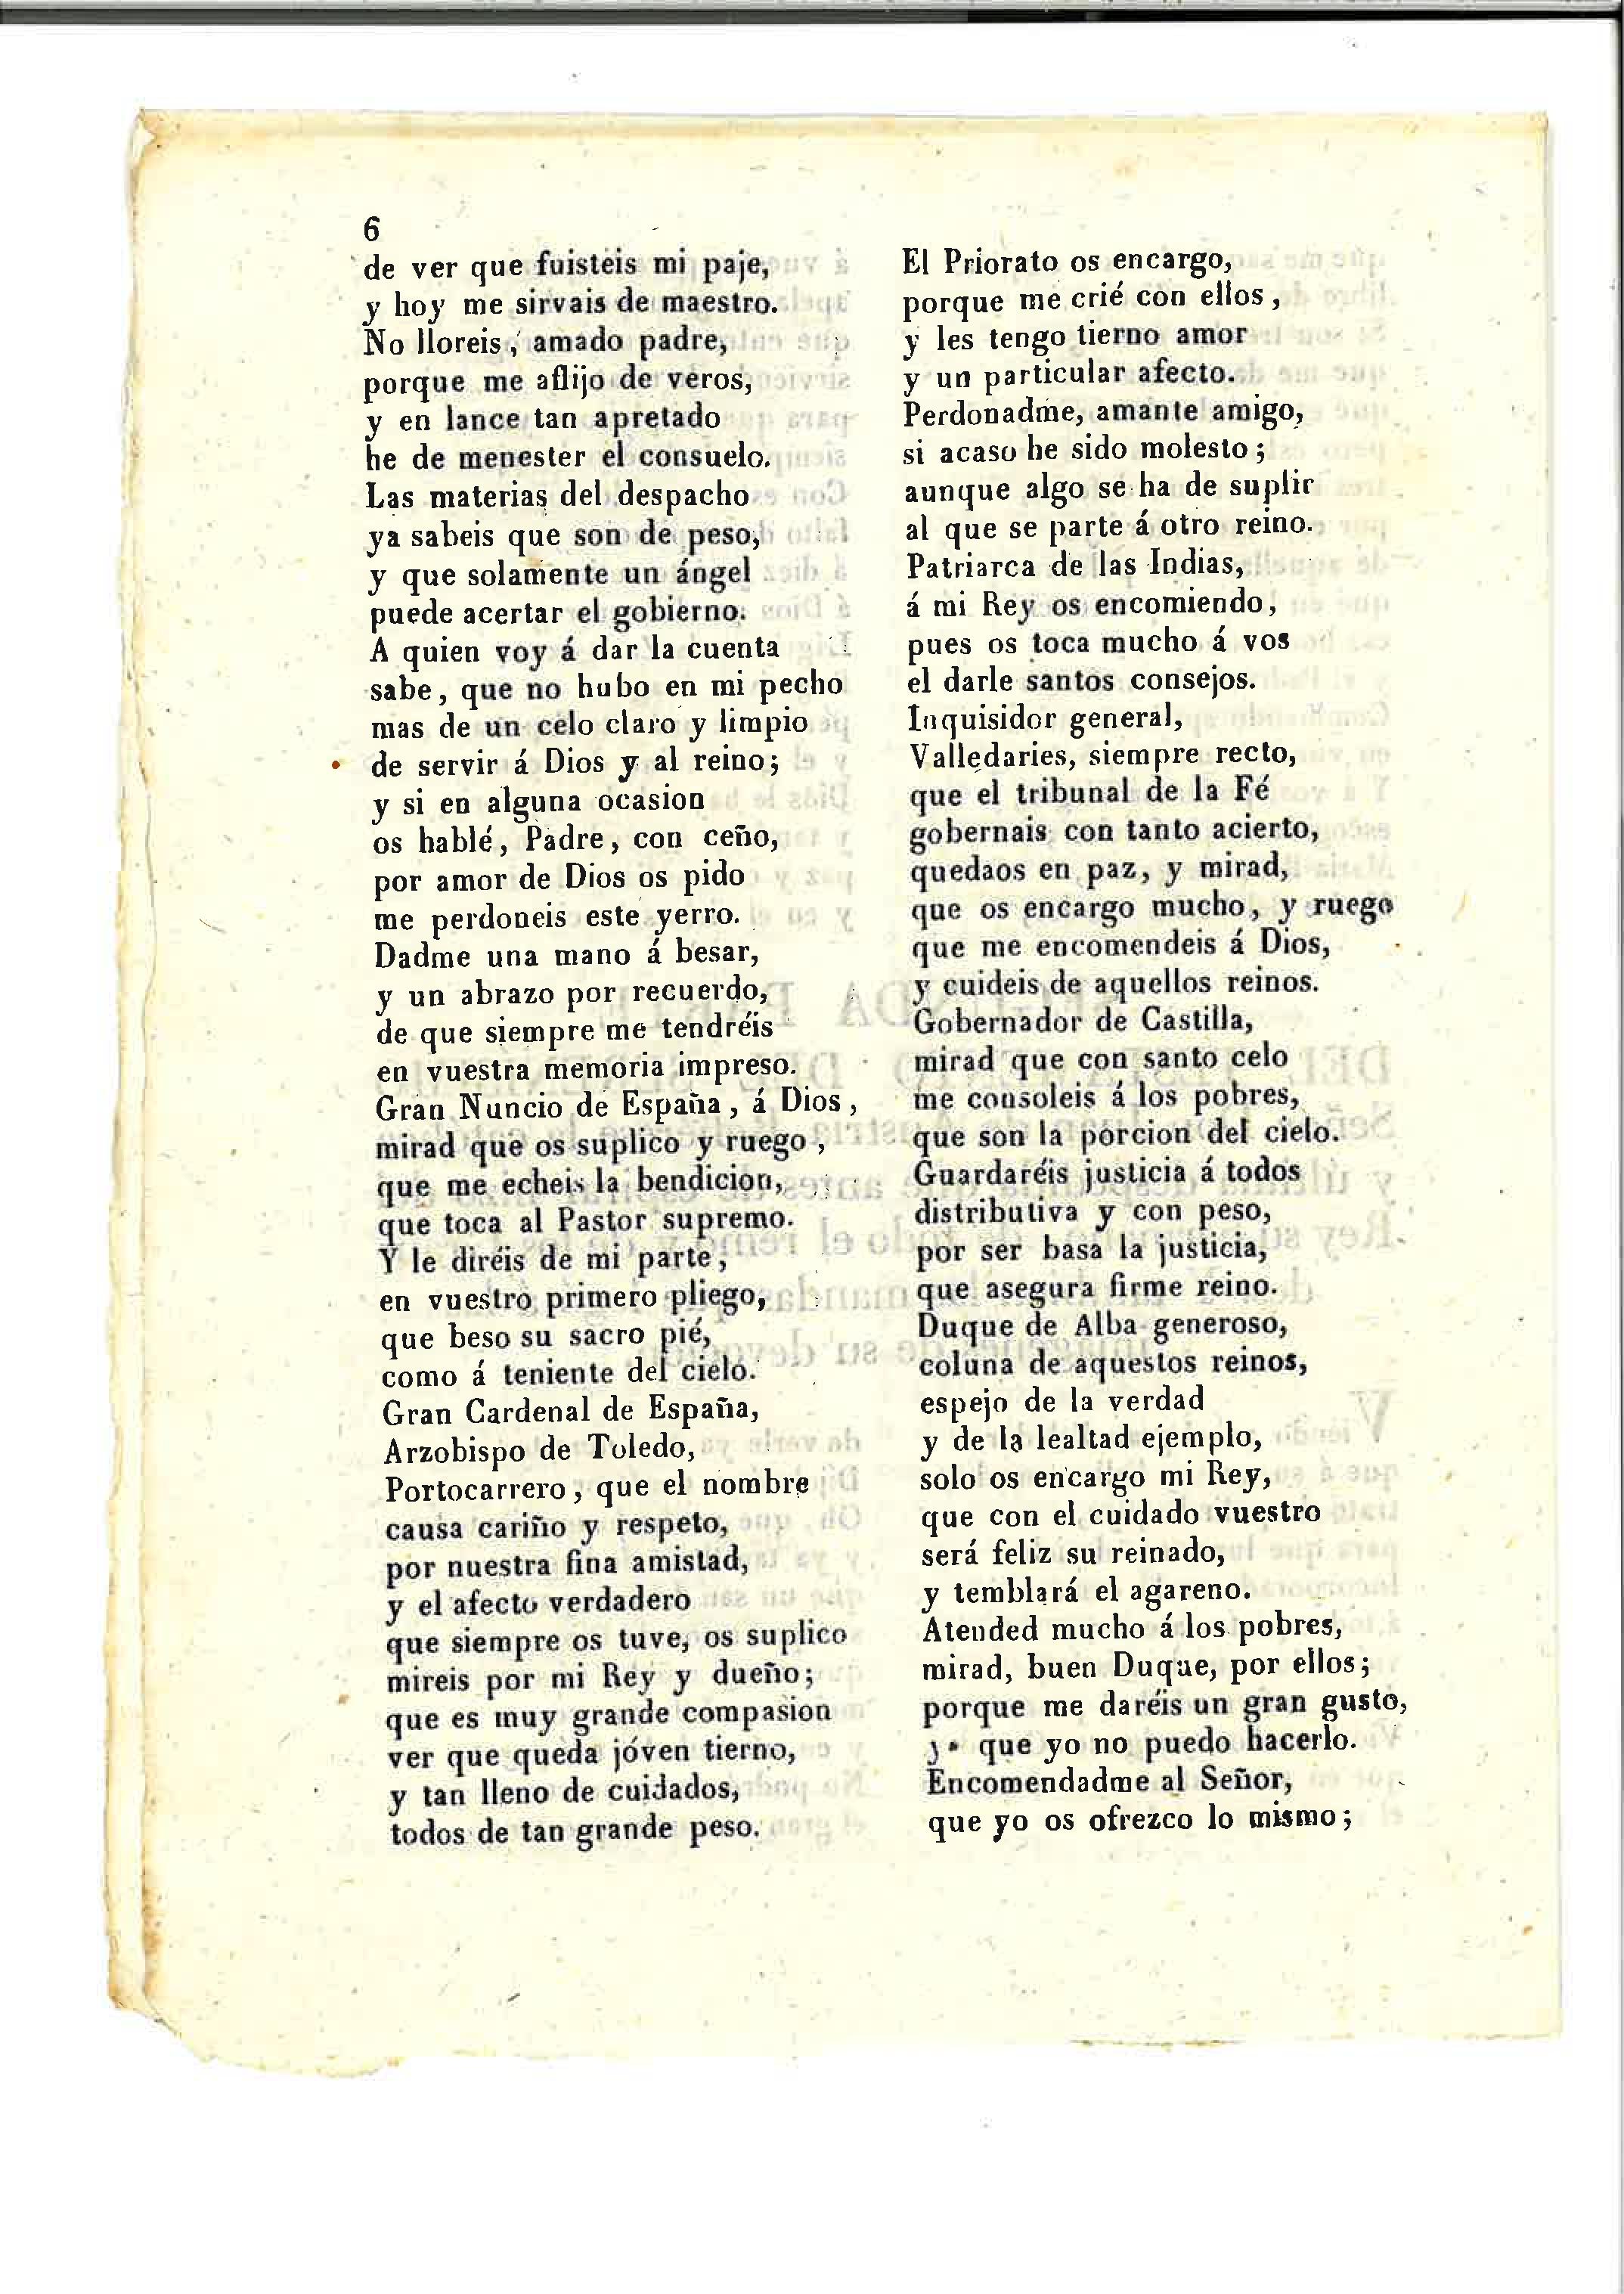 6
de ver que fuisteis mi paje,
y hoy me sirvais de maestro.
No lloreis, amado padre,
porque me aflijo de veros,
y en lance tan apretado
he de menester el consuelo.
Las materias del despacho
ya sabeis que son de peso,
y que solamente un ángel
puede acertar el gobierno.
A quien voy á dar la cuenta
sabe, que no hubo en mi pecho
mas de un celo claro y limpio
de servir á Dios y al reino;
y si en alguna ocasion
os hablé, Padre, con ceño,
por amor de Dios os pido
me perdoneis este yerro.
Dadme una mano á besar,
y un abrazo por recuerdo,
de que siempre me tendréis
en vuestra memoria impreso.
Gran Nuncio de España, á Dios,
mirad que os suplico y ruego,
que me echeis la bendicion,
que toca al Pastor supremo.
Y le diréis de mi parte,
en vuestro primero pliego,
que beso su sacro pié,
como á teniente del cielo.
Gran Cardenal de España,
Arzobispo de Toledo,
Portocarrero, que el nombre
causa cariño y respeto,
por nuestra fina amistad,
y el afecto verdadero
que siempre os tuve, os suplico
mireis por mi Rey y dueño;
que es muy grande compasion
ver que queda jóven tierno,
y tan lleno de cuidados,
todos de tan grande peso.
El Priorato os encargo,
porque me crié con ellos,
y les tengo tierno amor
y un particular afecto.
Perdonadme, amante amigo,
si acaso he sido molesto;
aunque algo se ha de suplir
al que se parte á otro reino.
Patriarca de las Indias,
á mi Rey os encomiendo,
pues os toca mucho á vos
el darle santos consejos.
Inquisidor general,
Valledaries, siempre recto,
que el tribunal de la Fé
gobernais con tanto acierto,
quedaos en paz, y mirad,
que os encargo mucho, y ruego
que me encomendeis á Dios,
y cuideis de aquellos reinos.
Gobernador de Castilla,
mirad que con santo celo
me consoleis á los pobres,
que son la porcion del cielo.
Guardaréis justicia á todos
distributiva y con peso,
por ser basa la justicia,
que asegura firme reino.
Duque de Alba generoso,
coluna de aquestos reinos,
espejo de la verdad
y de la lealtad ejemplo,
solo os encargo mi Rey,
que con el cuidado vuestro
será feliz su reinado,
y temblará el agareno.
Atended mucho á los pobres,
mirad, buen Duque, por ellos;
porque me daréis un gran gusto,
que yo no puedo hacerlo.
Encomendadme al Señor,
que yo os ofrezco lo mismo;